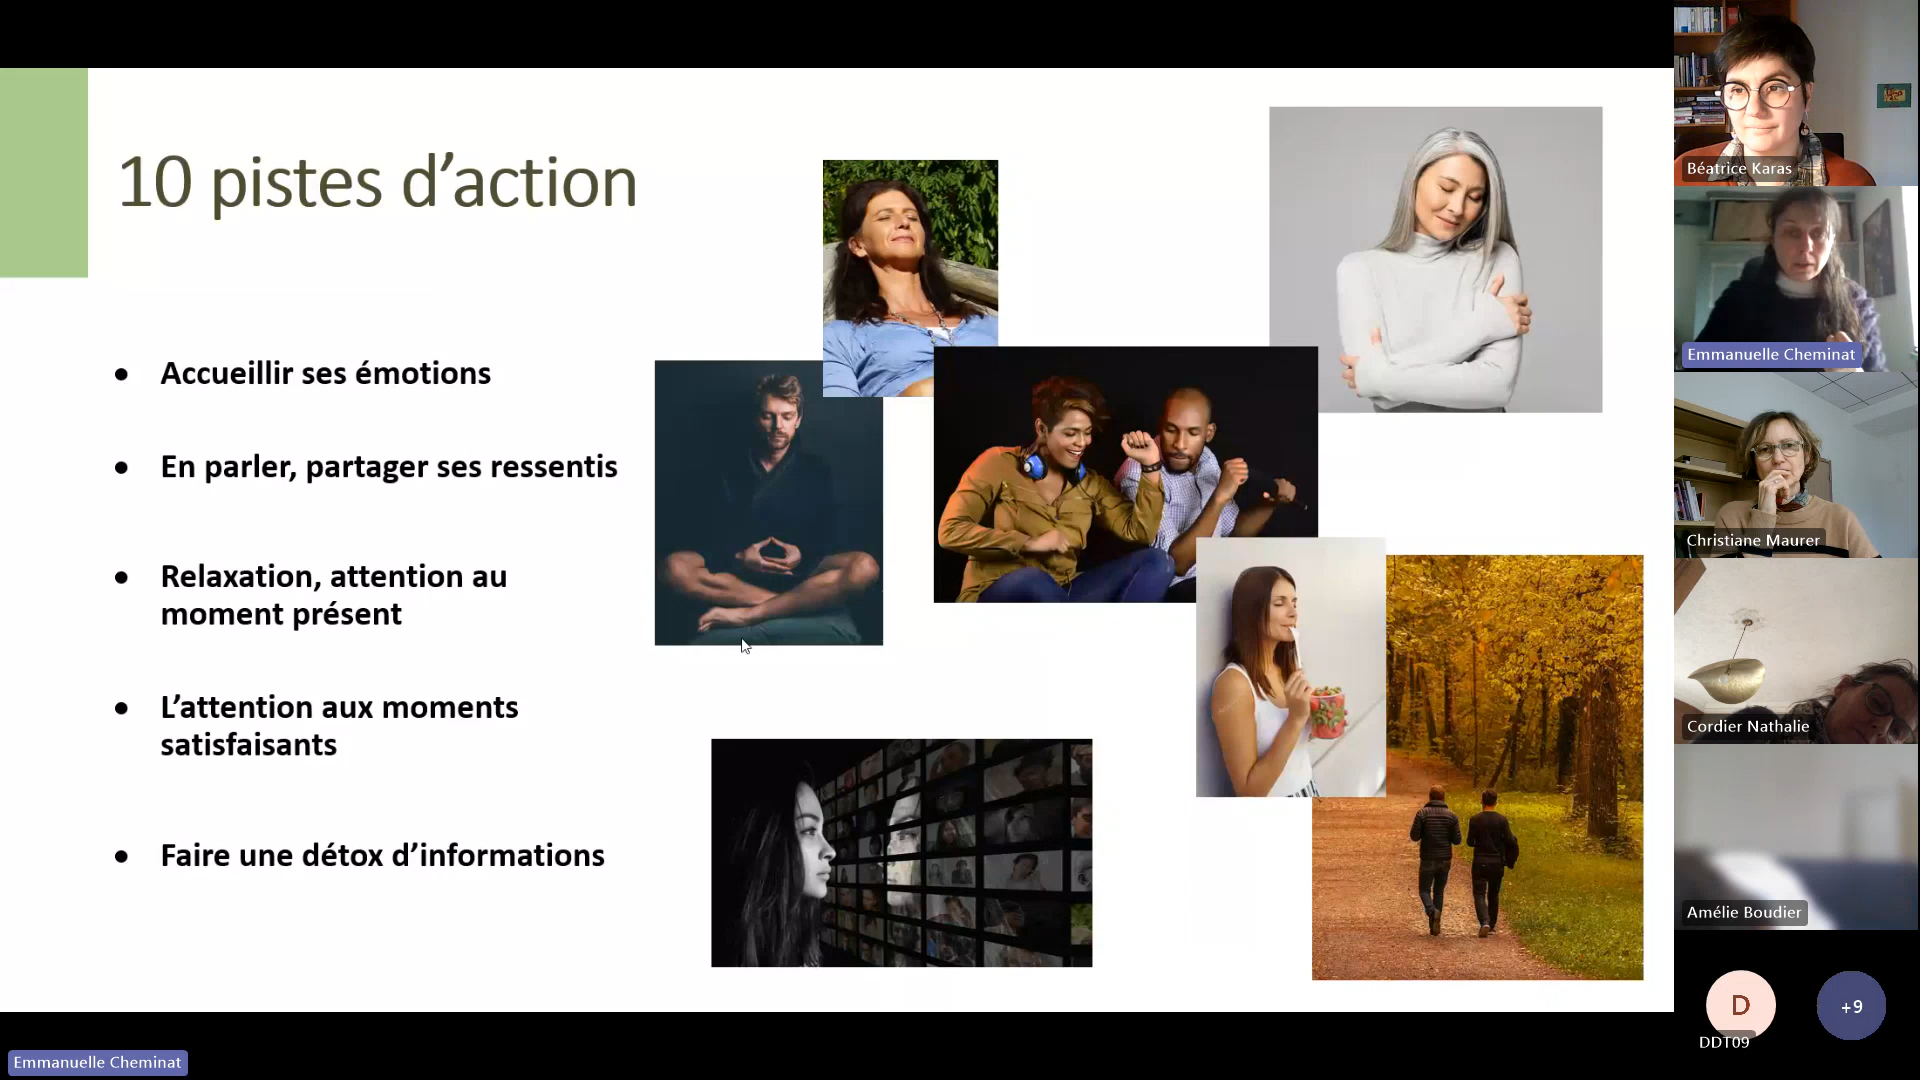 10 pistes d’action
• Accueillir ses émotions
• En parler, partager ses ressentis
• Relaxation, attention au
moment présent
• L’attention aux moments
satisfaisants
• Faire une détox d’informations
Béatrice Karas
Emmanuelle Cheminat
Christiane Maurer
Cordier Nathalie
Amélie Boudier
D
DDT09
+9
Emmanuelle Cheminat